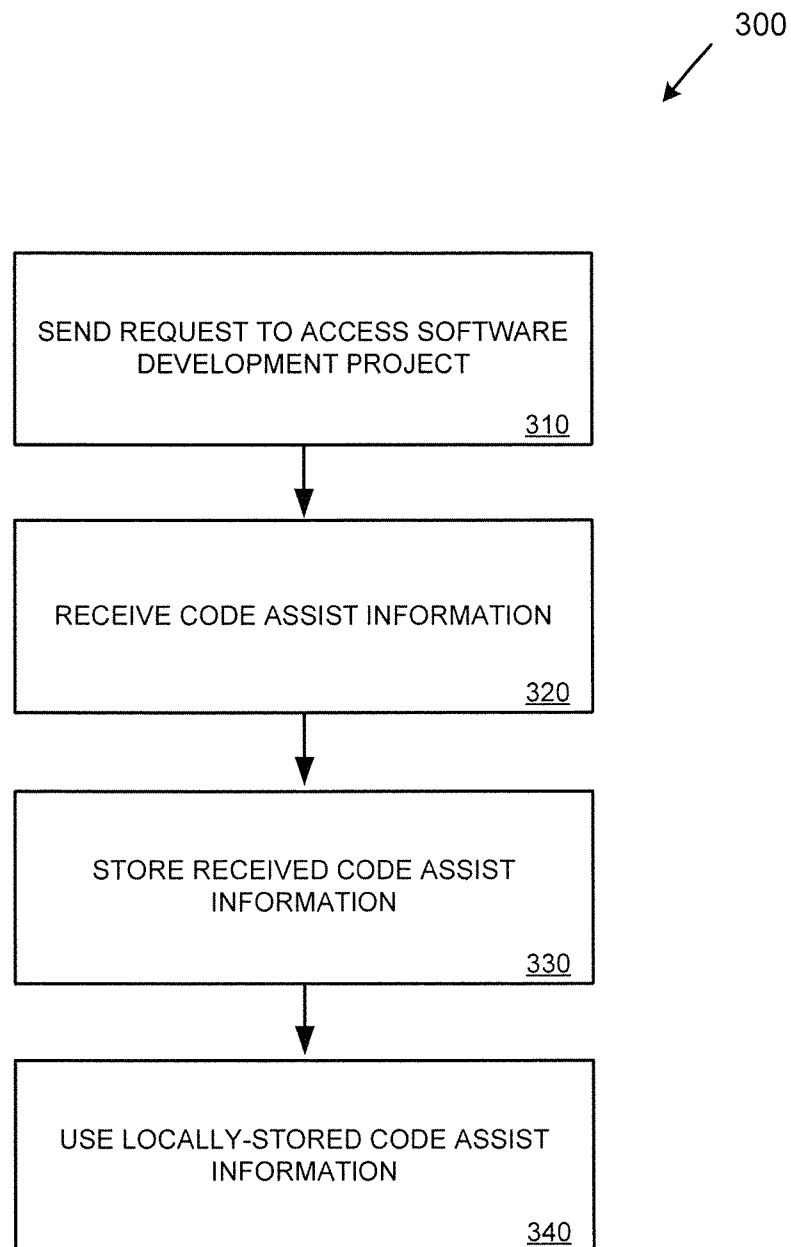 300
SEND REQUEST TO ACCESS SOFTWARE
DEVELOPMENT PROJECT
310
RECEIVE CODE ASSIST INFORMATION
320
STORE RECEIVED CODE ASSIST
INFORMATION
330
USE LOCALLY-STORED CODE ASSIST
INFORMATION
340